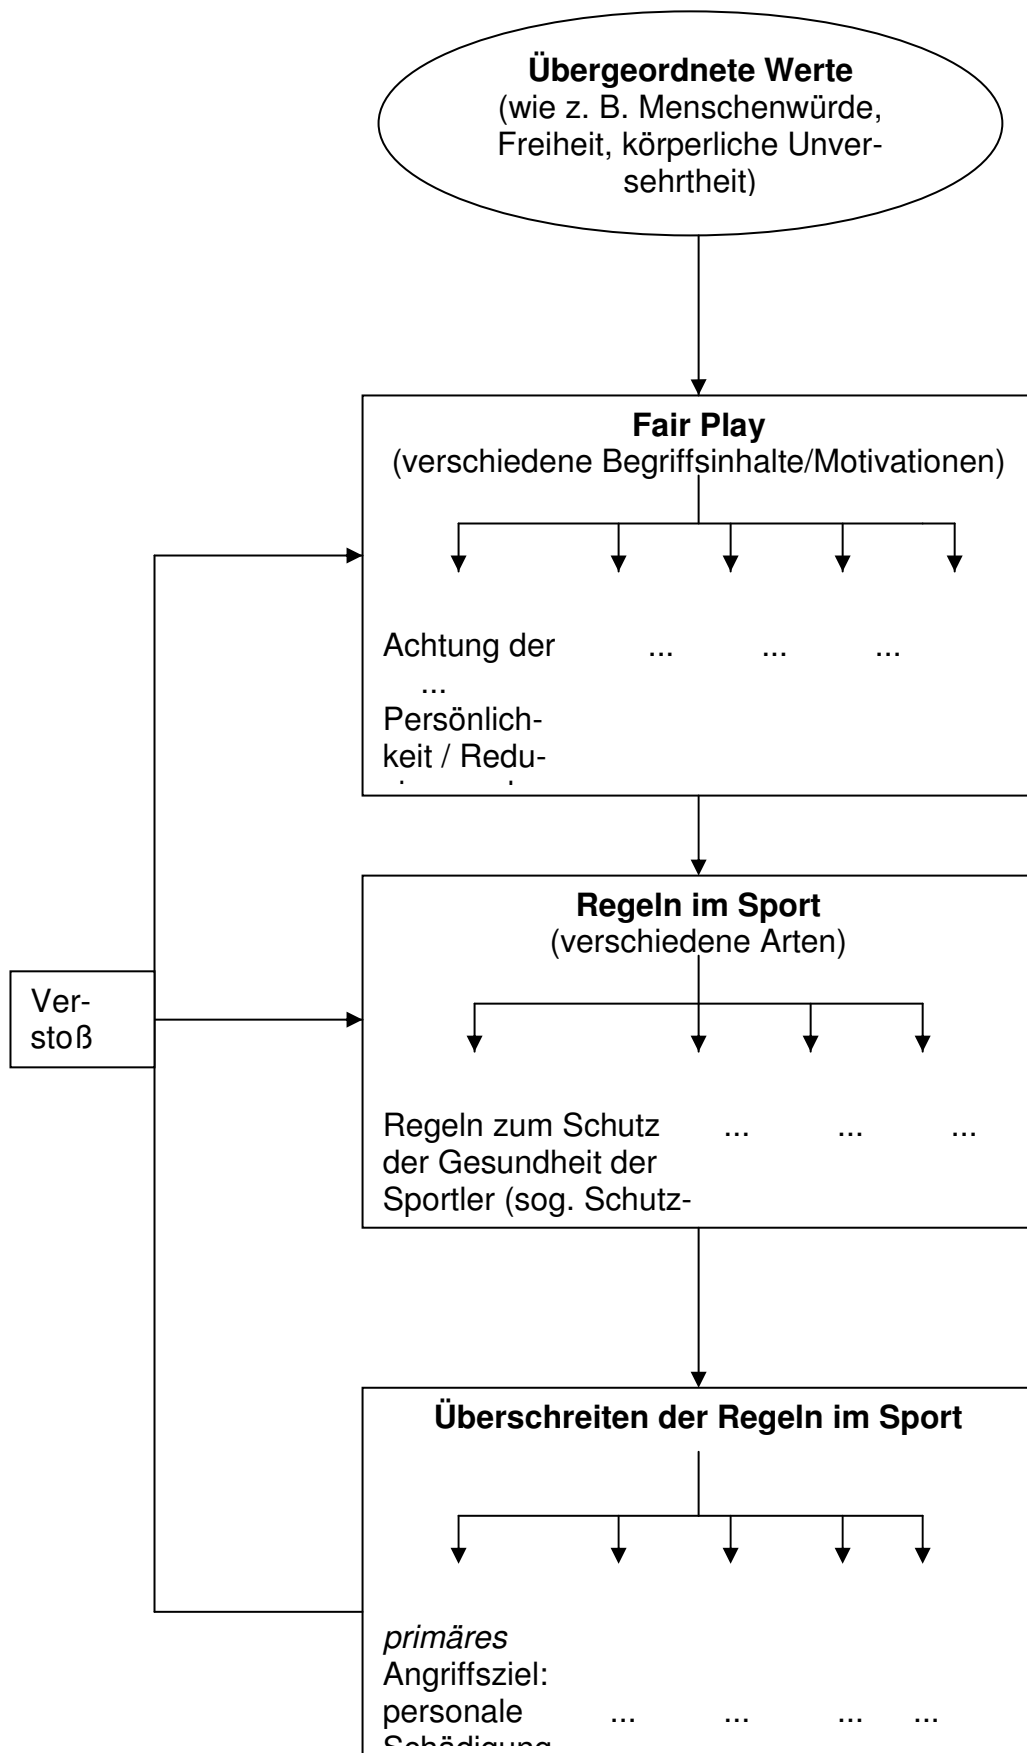 Übergeordnete Werte
(wie z. B. Menschenwürde,
Freiheit, körperliche Unver-
sehrtheit)
Fair Play
(verschiedene Begriffsinhalte/Motivationen)
Achtung der ... ... ...
...
Persönlich-
keit / Redu-
Regeln im Sport
(verschiedene Arten)
Ver-
stoß
Regeln zum Schutz ... ... ...
der Gesundheit der
Sportler (sog. Schutz-
Überschreiten der Regeln im Sport
primäres
Angriffsziel:
personale ... ... ... ...
Schädigung